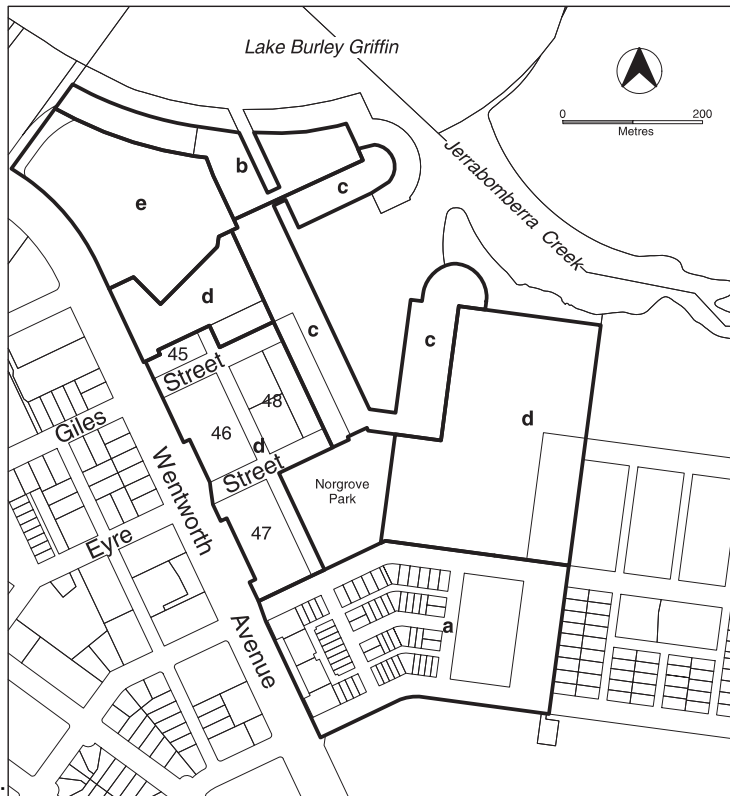 Lake Burley Griffin
0 200
Metres
Jerrabomberra Creek
b
c
e
d
c
c
45
Street
48
46
d
d
Giles
Street
Norgrove
Park
Wentworth
47
Eyre
a
Avenue
.